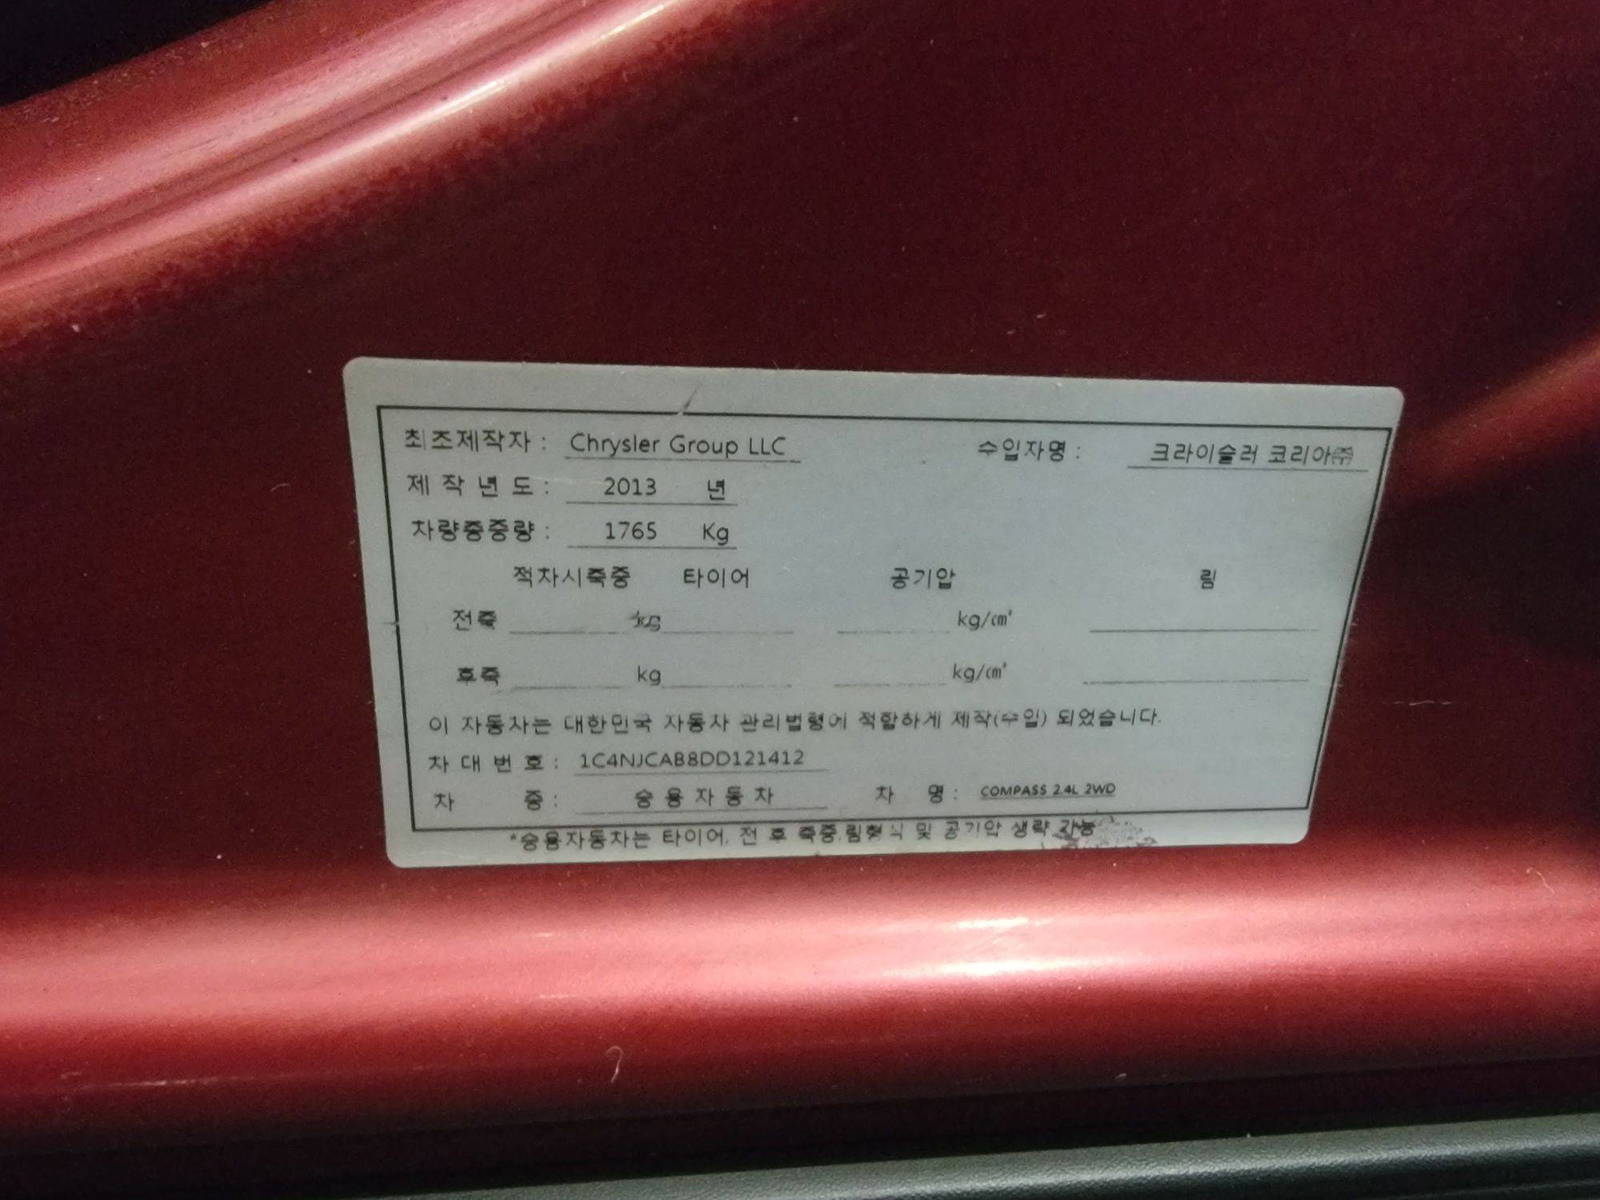 최초제작자 : Chrysler Group LLC 수입자명 : 크라이슬러 코리아㈜
제 작 년 도 : 2013 년
차량총중량 : 1765 Kg
적차시축중 타이어 공기압 림
전축 kg kg/㎠
후축 kg kg/㎠
이 자동차는 대한민국 자동차 관리법령에 적합하게 제작(수입) 되었습니다.
차 대 번 호 : 1C4NJCAB8DD121412
차 종 : 승 용 자 동 차 차 명 : COMPASS 2.4L 2WD
*승용자동차는 타이어, 전 후 축중,림형식 및 공기압 생략 가능